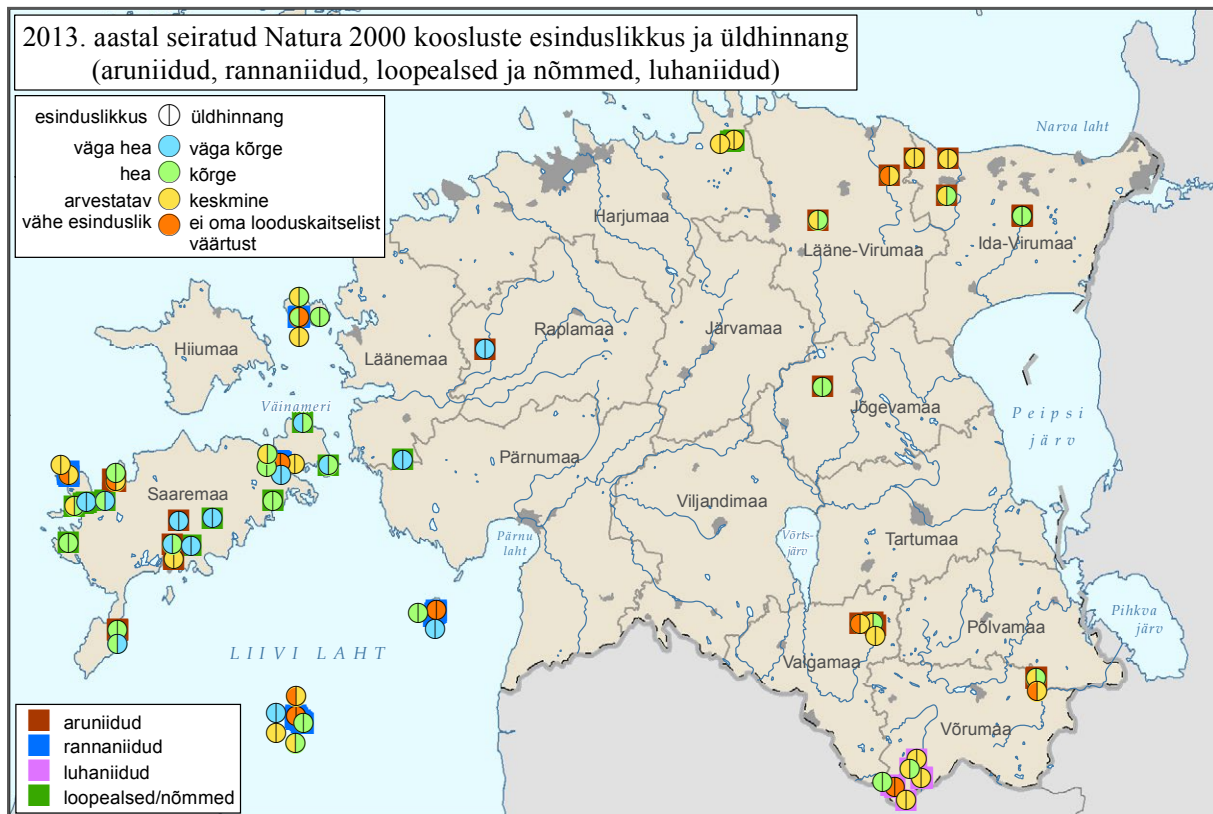 2013. aastal seiratud Natura 2000 koosluste esinduslikkus ja üldhinnang
(aruniidud, rannaniidud, loopealsed ja nõmmed, luhaniidud)
esinduslikkus üldhinnang
väga hea väga kõrge
hea kõrge
arvestatav keskmine
vähe esinduslik ei oma looduskaitselist
väärtust
Narva laht
Harjumaa
Lääne-Virumaa
Ida-Virumaa
Hiiumaa
Läänemaa
Raplamaa
Järvamaa
Väinameri
Jõgevamaa
Peipsi
järv
Pärnumaa
Saaremaa
Viljandimaa
Pärnu
laht
Võrts-
järv
Tartumaa
Põlvamaa
Pihkva
järv
LIIVI LAHT
Valgamaa
Võrumaa
aruniidud
rannaniidud
luhaniidud
loopealsed/nõmmed